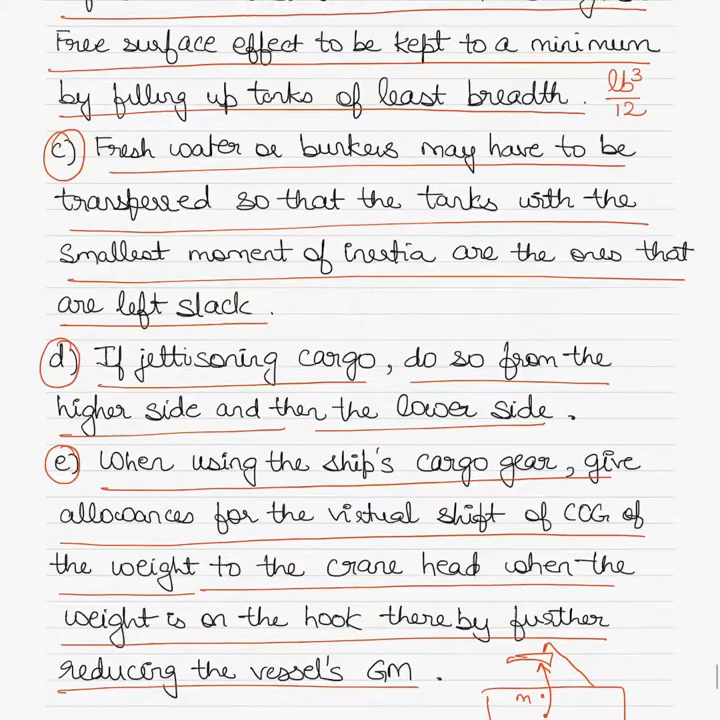 Free surface effect to be kept to a minimum
by filling up tanks of least breadth. lb³/12
c) Fresh water or bunkers may have to be
transferred so that the tanks with the
smallest moment of inertia are the ones that
are left slack.
d) If jettisoning cargo, do so from the
higher side and then the lower side.
e) When using the ship's cargo gear, give
allowances for the virtual shift of COG of
the weight to the crane head when the
weight is on the hook there by further
reducing the vessel's GM.
m